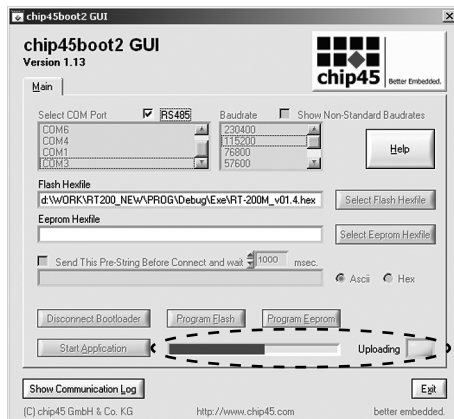 chip45boot2 GUI
chip45boot2 GUI
Version 1.13
chip45 Better Embedded.
Main
Select COM Port RS485 Baudrate Show Non-Standard Baudrates
COM6 230400
COM4 115200
COM1 76800
COM3 57600
Help
Flash Hexfile
d:\WORK\RT200_NEW\PROG\Debug\Exe\RT-200M_v01.4.hex Select Flash Hexfile
Eeprom Hexfile
Select Eeprom Hexfile
Send This Pre-String Before Connect and wait 1000 msec.
Ascii Hex
Disconnect Bootloader Program Flash Program Eeprom
Start Application Uploading
Show Communication Log Exit
(C) chip45 GmbH & Co. KG http://www.chip45.com better embedded.